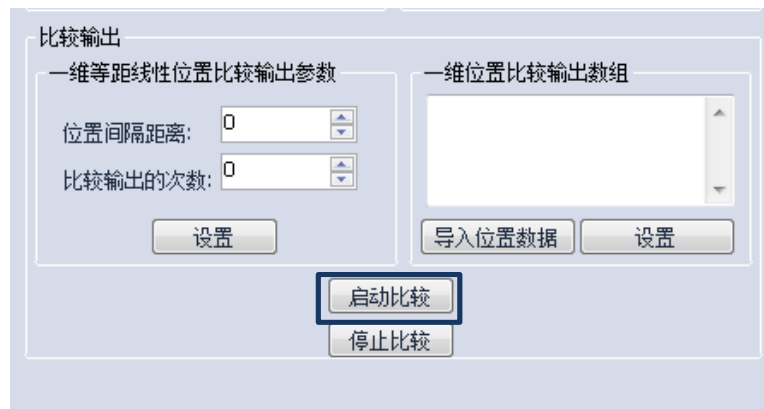 比较输出
一维等距线性位置比较输出参数
位置间隔距离: 0
比较输出的次数: 0
设置
一维位置比较输出数组
导入位置数据 设置
启动比较
停止比较